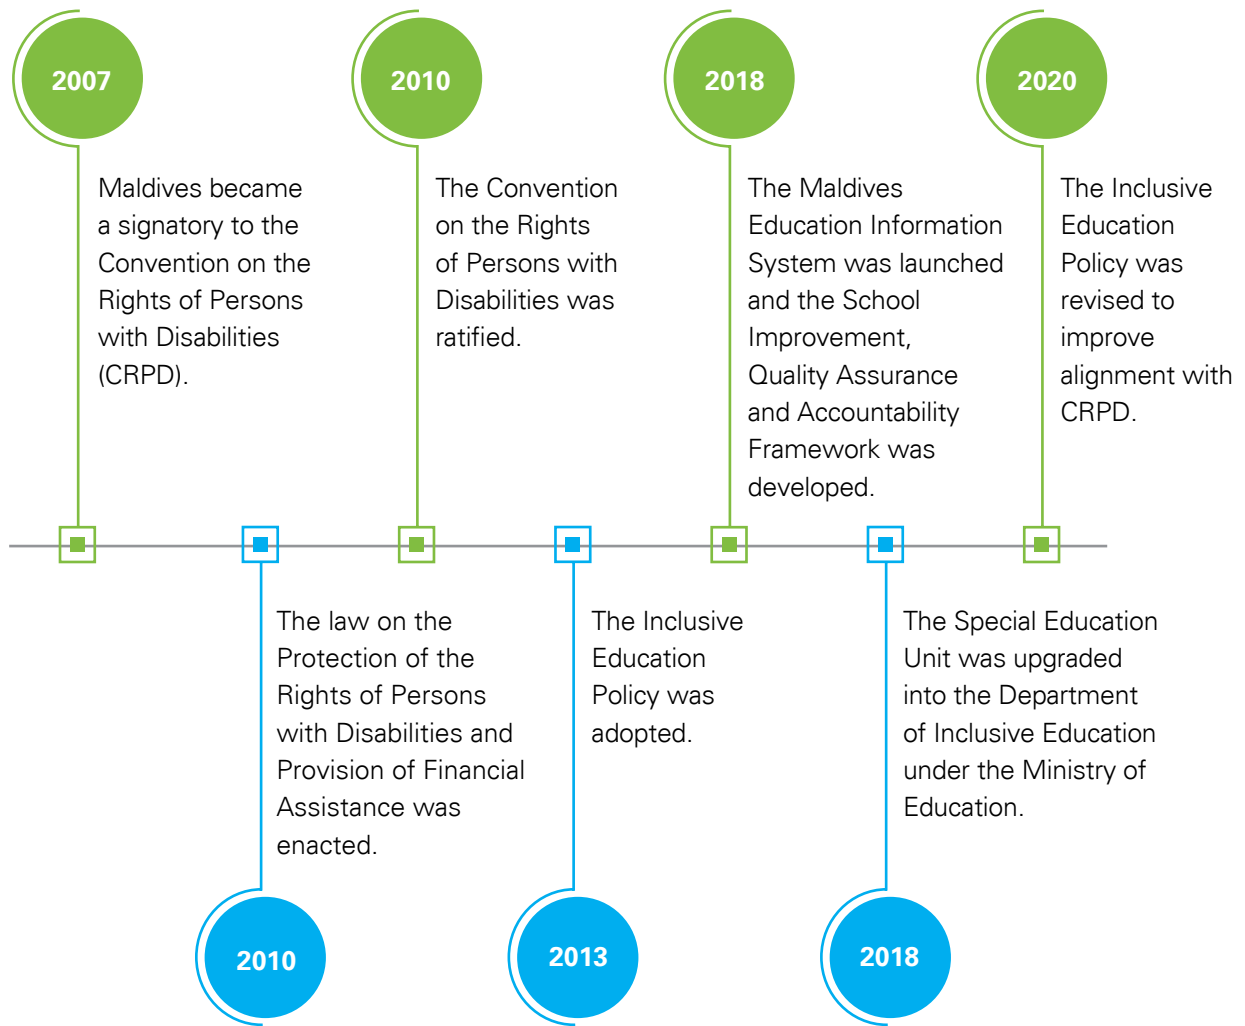 2007
Maldives became
a signatory to the
Convention on the
Rights of Persons
with Disabilities
(CRPD).
2010
The law on the
Protection of the
Rights of Persons
with Disabilities and
Provision of Financial
Assistance was
enacted.
2010
The Convention
on the Rights
of Persons with
Disabilities was
ratified.
2013
The Inclusive
Education
Policy was
adopted.
2018
The Maldives
Education Information
System was launched
and the School
Improvement,
Quality Assurance
and Accountability
Framework was
developed.
2018
The Special Education
Unit was upgraded
into the Department
of Inclusive Education
under the Ministry of
Education.
2020
The Inclusive
Education
Policy was
revised to
improve
alignment with
CRPD.